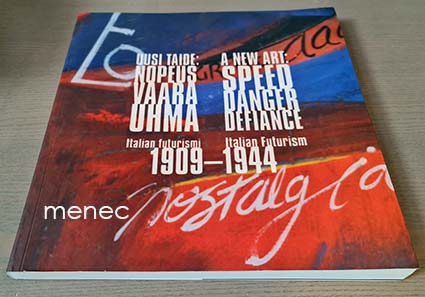 UUSI TAIDE:
NOPEUS
VAARA
UHMA
Italian futurismi
A NEW ART:
SPEED
DANGER
DEFIANCE
Italian Futurism
1909–1944
nostalgia
menec